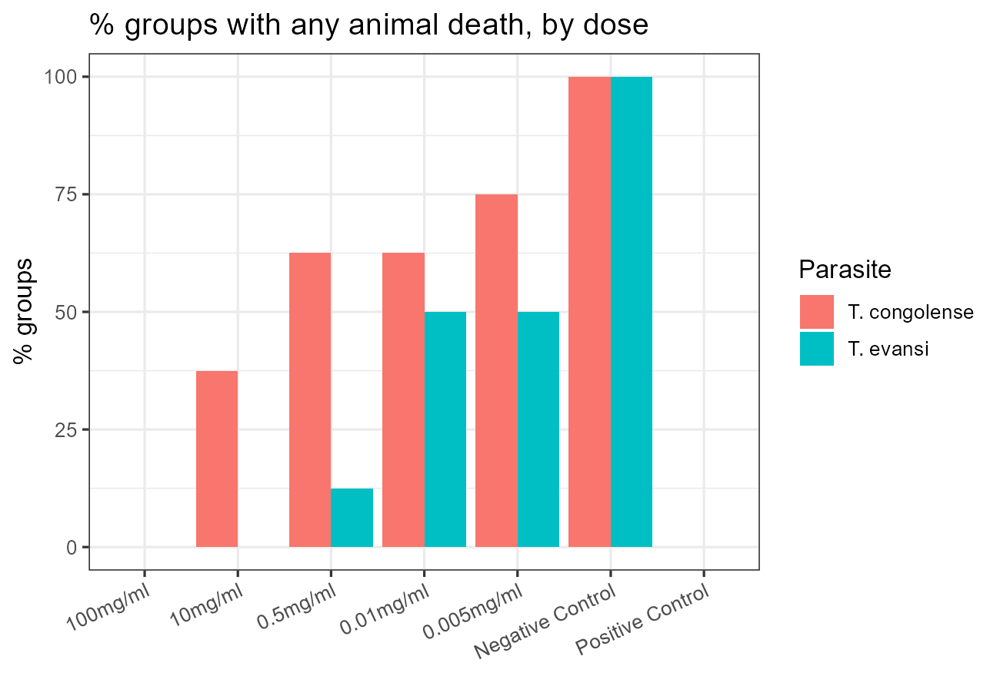 % groups with any animal death, by dose
% groups
100
75
50
25
0
100mg/ml
10mg/ml
0.5mg/ml
0.01mg/ml
0.005mg/ml
Negative Control
Positive Control
Parasite
T. congolense
T. evansi